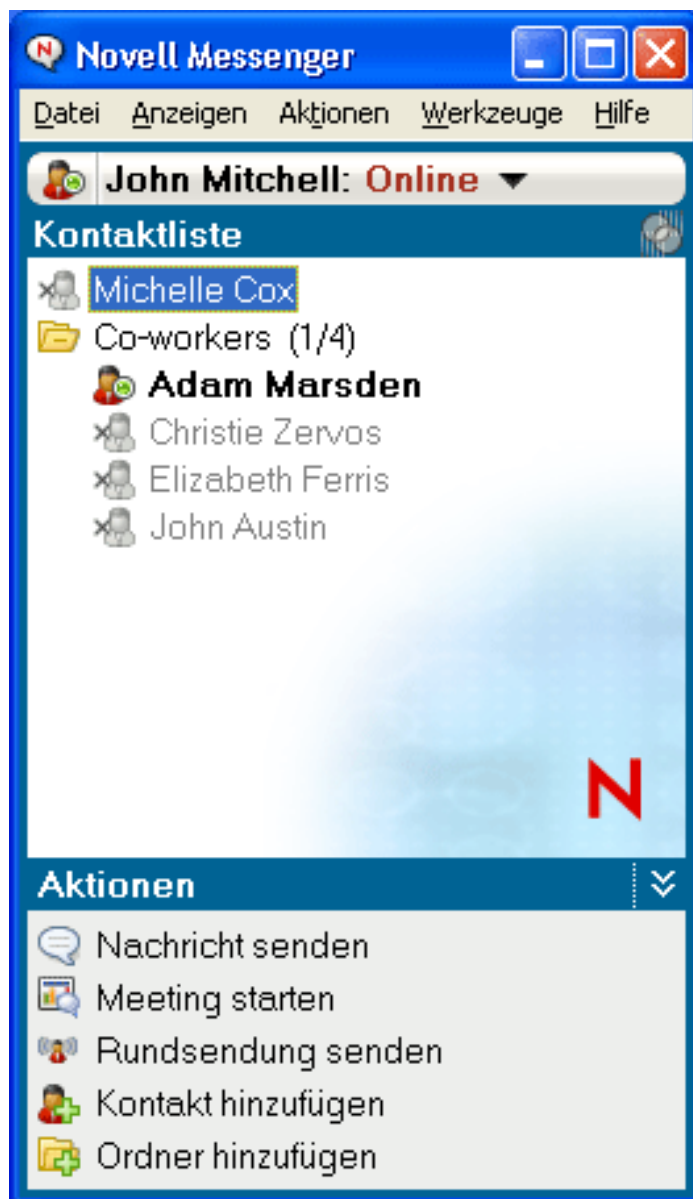 Novell Messenger
Datei Anzeigen Aktionen Werkzeuge Hilfe
John Mitchell: Online
Kontaktliste
Michelle Cox
Co-workers (1/4)
Adam Marsden
Christie Zervos
Elizabeth Ferris
John Austin
N
Aktionen
Nachricht senden
Meeting starten
Rundsendung senden
Kontakt hinzufügen
Ordner hinzufügen